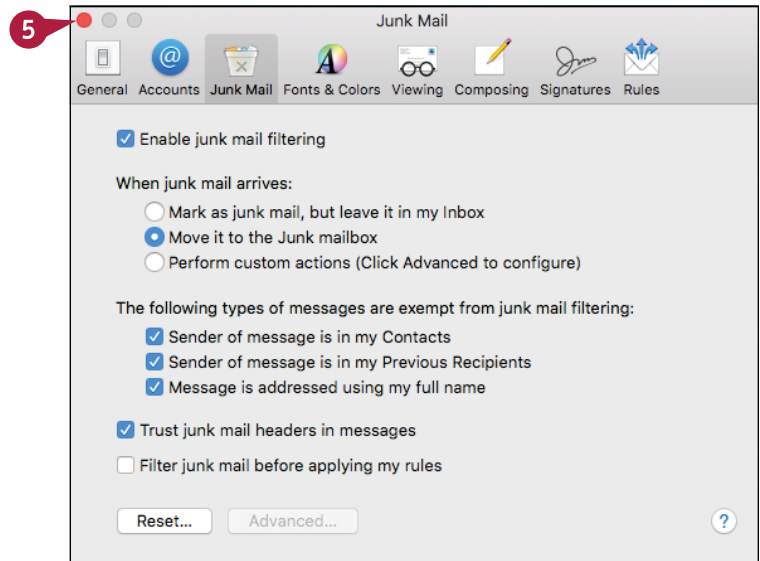 5
Junk Mail
General Accounts Junk Mail Fonts & Colors Viewing Composing Signatures Rules
Enable junk mail filtering
When junk mail arrives:
Mark as junk mail, but leave it in my Inbox
Move it to the Junk mailbox
Perform custom actions (Click Advanced to configure)
The following types of messages are exempt from junk mail filtering:
Sender of message is in my Contacts
Sender of message is in my Previous Recipients
Message is addressed using my full name
Trust junk mail headers in messages
Filter junk mail before applying my rules
Reset... Advanced... ?